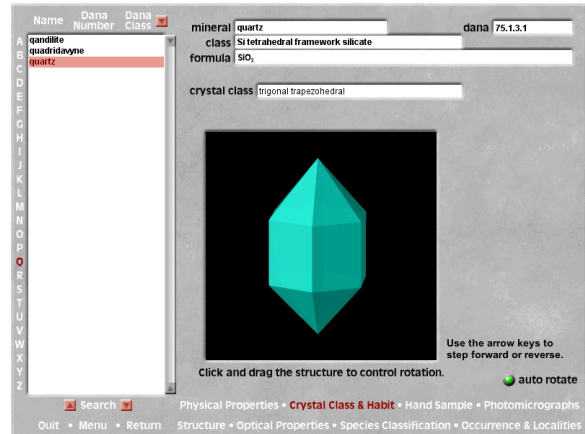 Name Dana Number Dana Class
mineral quartz dana 75.1.3.1
class Si tetrahedral framework silicate
formula SiO₂
crystal class trigonal trapezohedral
A
B
C
D
E
F
G
H
I
J
K
L
M
N
O
P
Q
R
S
T
U
V
W
X
Y
Z
qandilite
quadridavyne
quartz
Use the arrow keys to
step forward or reverse.
Click and drag the structure to control rotation.
auto rotate
Search
Physical Properties • Crystal Class & Habit • Hand Sample • Photomicrographs
Quit • Menu • Return Structure • Optical Properties • Species Classification • Occurrence & Localities